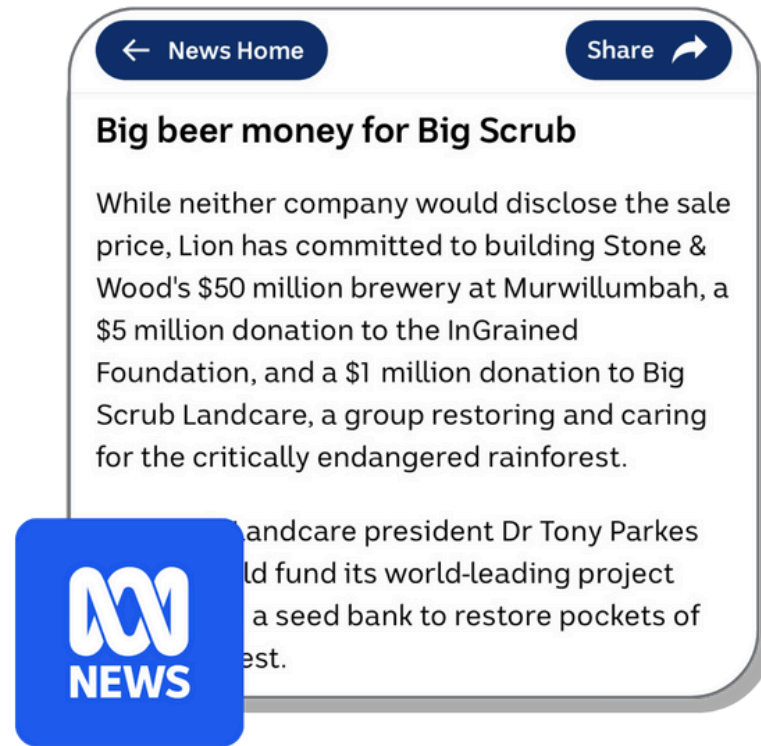 News Home
Share
Big beer money for Big Scrub
While neither company would disclose the sale
price, Lion has committed to building Stone &
Wood's $50 million brewery at Murwillumbah, a
$5 million donation to the InGrained
Foundation, and a $1 million donation to Big
Scrub Landcare, a group restoring and caring
for the critically endangered rainforest.
Landcare president Dr Tony Parkes
fund its world-leading project
a seed bank to restore pockets of
NEWS